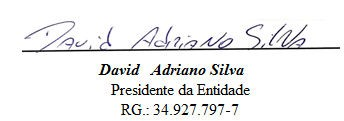 David Adriano Silva
David Adriano Silva
Presidente da Entidade
RG.: 34.927.797-7